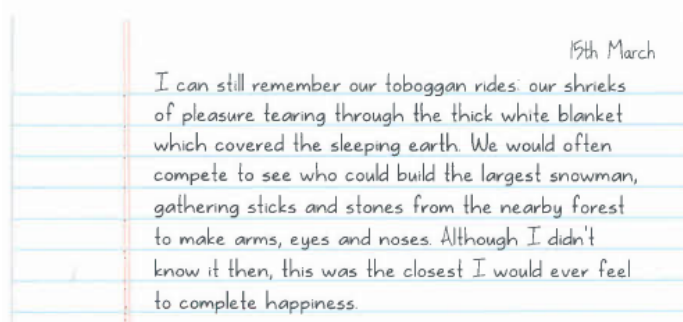 15th March
I can still remember our toboggan rides: our shrieks
of pleasure tearing through the thick white blanket
which covered the sleeping earth. We would often
compete to see who could build the largest snowman,
gathering sticks and stones from the nearby forest
to make arms, eyes and noses. Although I didn't
know it then, this was the closest I would ever feel
to complete happiness.